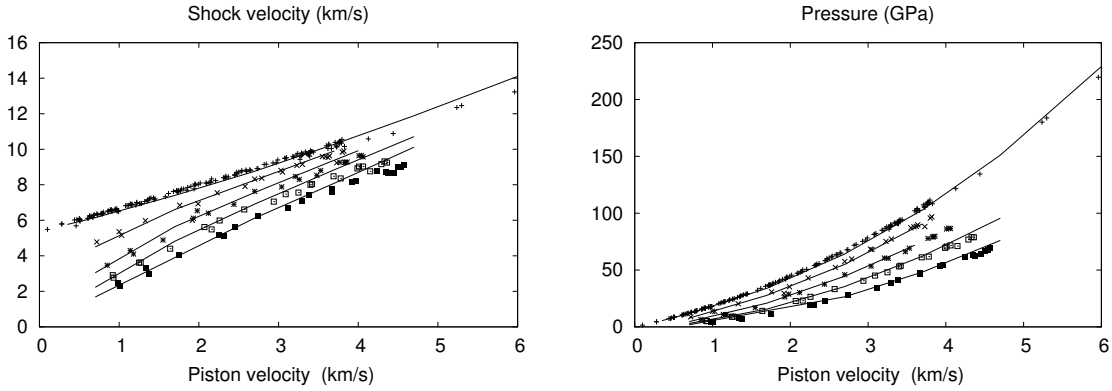 Shock velocity (km/s)
16
14
12
10
8
6
4
2
0
0 1 2 3 4 5 6
Piston velocity (km/s)
Pressure (GPa)
250
200
150
100
50
0
0 1 2 3 4 5 6
Piston velocity (km/s)